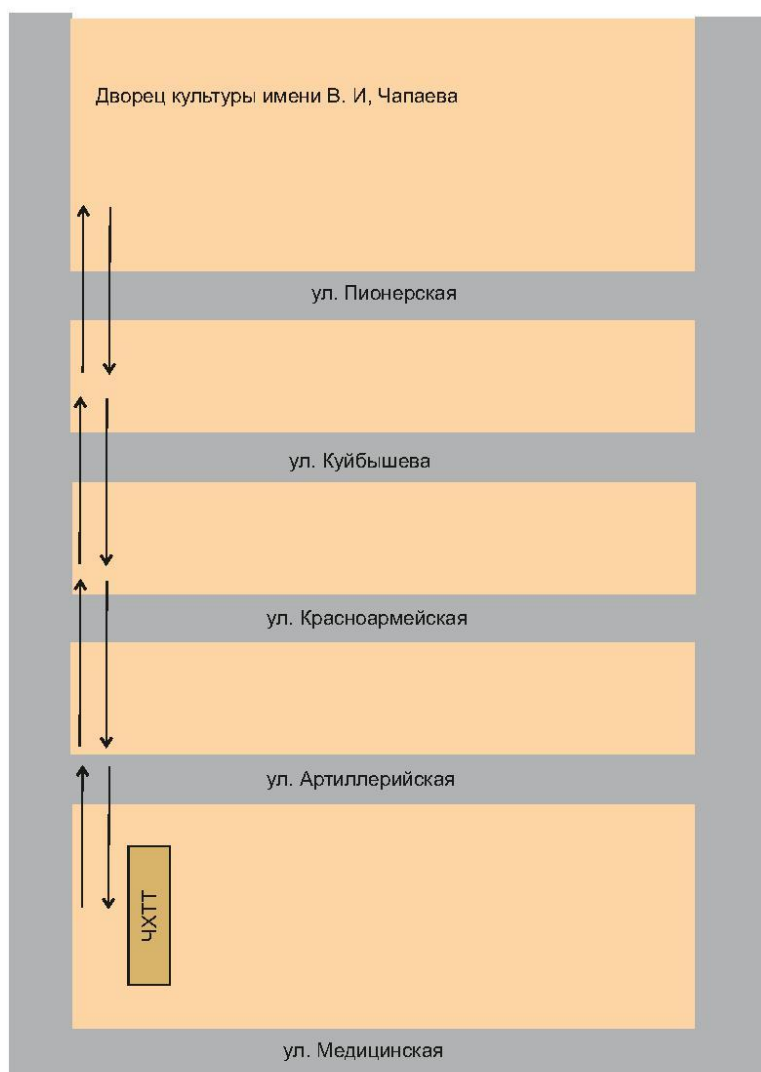 Дворец культуры имени В. И, Чапаева
ул. Пионерская
ул. Куйбышева
ул. Красноармейская
ул. Артиллерийская
ЧХТТ
ул. Медицинская